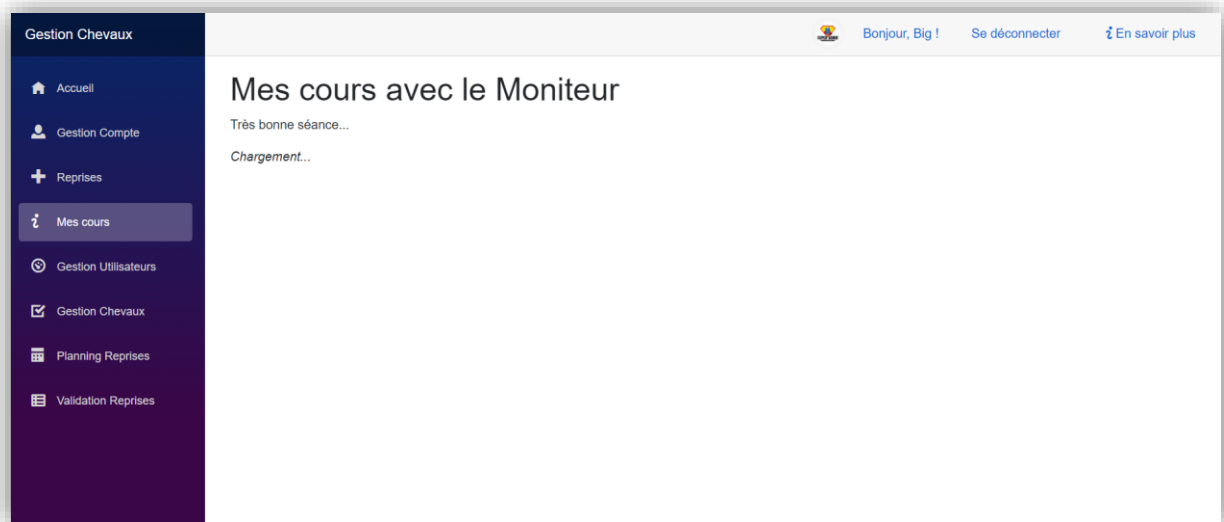 Gestion Chevaux
Bonjour, Big !
Se déconnecter
En savoir plus
Accueil
Gestion Compte
Reprises
Mes cours
Gestion Utilisateurs
Gestion Chevaux
Planning Reprises
Validation Reprises
Mes cours avec le Moniteur
Très bonne séance...
Chargement...